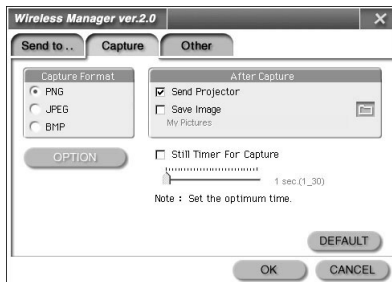 Wireless Manager ver.2.0
Send to ..
Capture
Other
Capture Format
PNG
JPEG
BMP
OPTION
After Capture
Send Projector
Save Image
My Pictures
Still Timer For Capture
1 sec.(1_30)
Note : Set the optimum time.
DEFAULT
OK
CANCEL